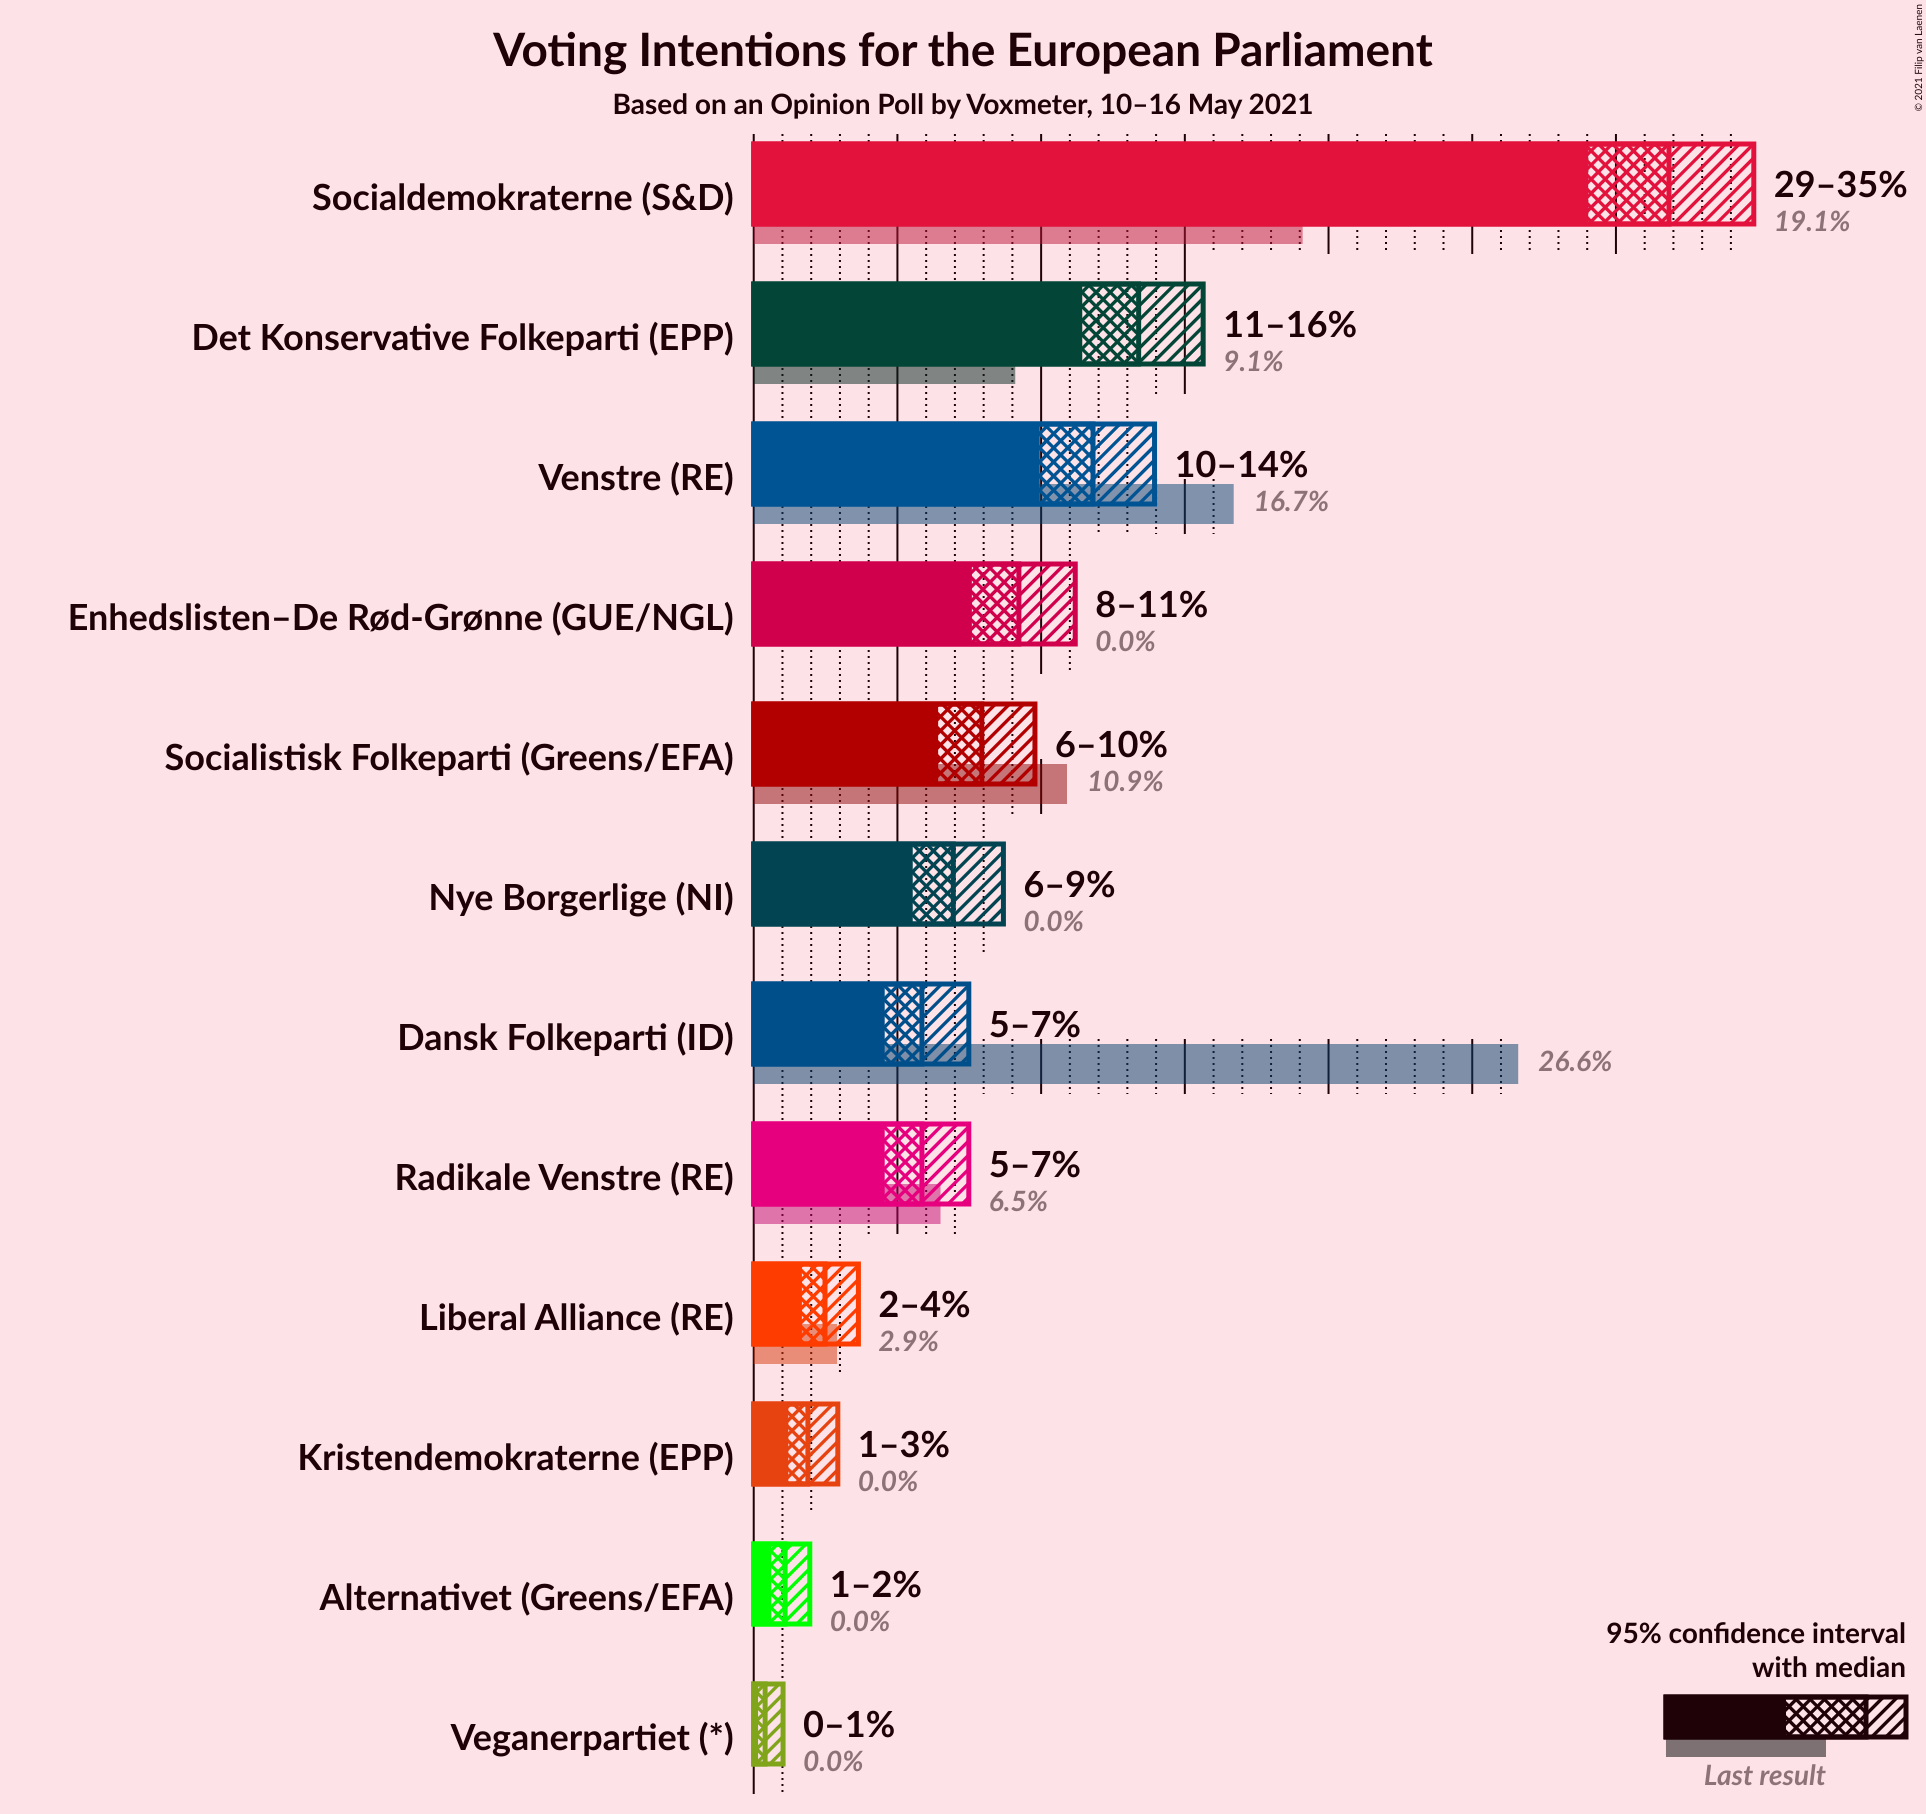 Voting Intentions for the European Parliament
Based on an Opinion Poll by Voxmeter, 10–16 May 2021
© 2021 Filip van Laenen
Socialdemokraterne (S&D)
29–35%
19.1%
Det Konservative Folkeparti (EPP)
11–16%
9.1%
Venstre (RE)
10–14%
16.7%
Enhedslisten–De Rød-Grønne (GUE/NGL)
8–11%
0.0%
Socialistisk Folkeparti (Greens/EFA)
6–10%
10.9%
Nye Borgerlige (NI)
6–9%
0.0%
Dansk Folkeparti (ID)
5–7%
26.6%
Radikale Venstre (RE)
5–7%
6.5%
Liberal Alliance (RE)
2–4%
2.9%
Kristendemokraterne (EPP)
1–3%
0.0%
Alternativet (Greens/EFA)
1–2%
0.0%
Veganerpartiet (*)
0–1%
0.0%
95% confidence interval
with median
Last result